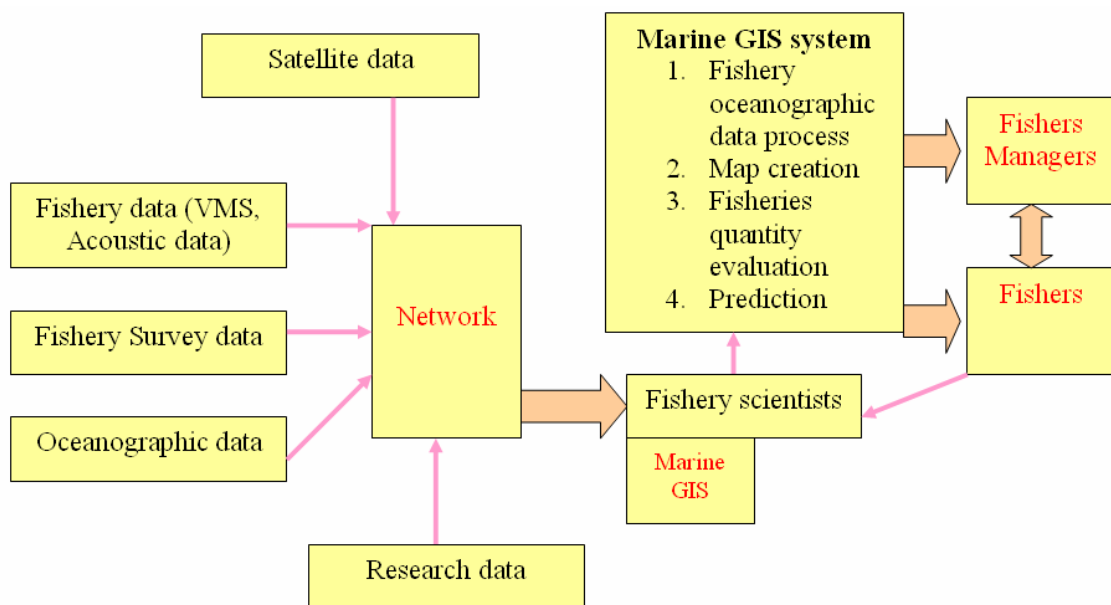 Satellite data
Marine GIS system
1. Fishery
oceanographic
data process
2. Map creation
3. Fisheries
quantity
evaluation
4. Prediction
Fishers
Managers
Fishery data (VMS,
Acoustic data)
Network
Fishers
Fishery Survey data
Fishery scientists
Oceanographic data
Marine
GIS
Research data